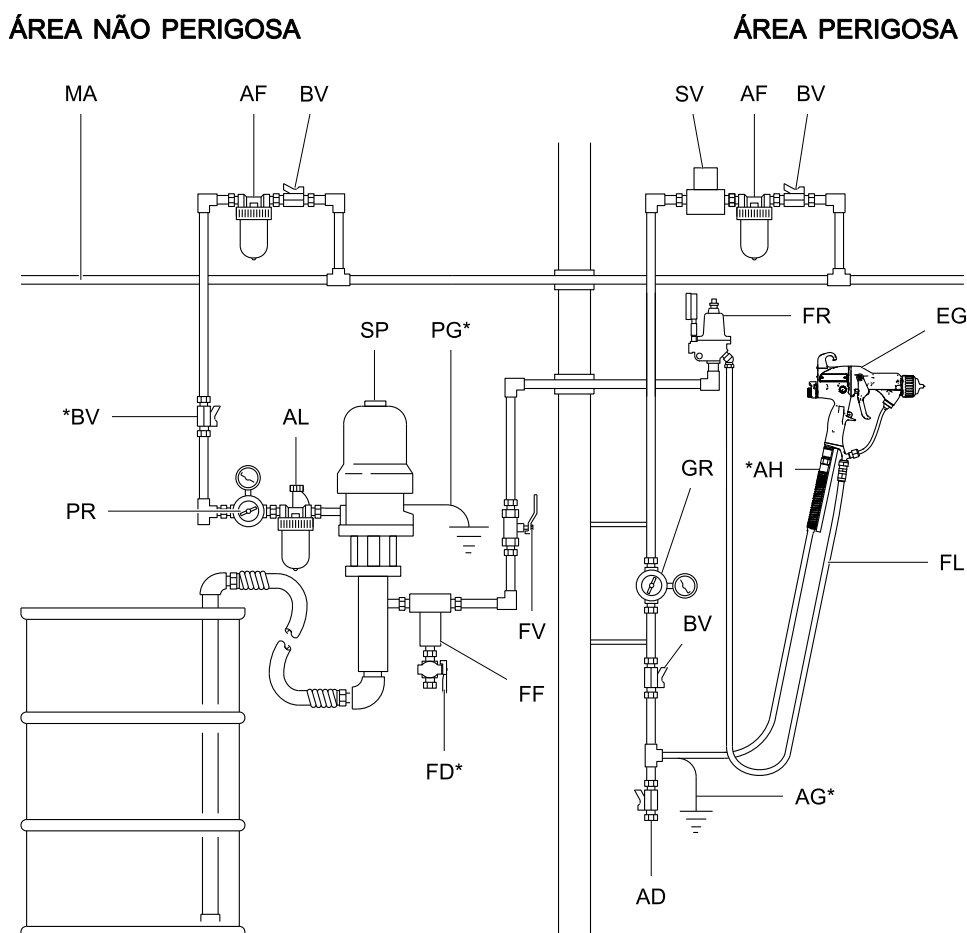 ÁREA NÃO PERIGOSA
ÁREA PERIGOSA
MA
AF
BV
SV
AF
BV
SP
PG*
FR
EG
*BV
AL
GR
*AH
PR
FL
FV
BV
FF
FD*
AG*
AD